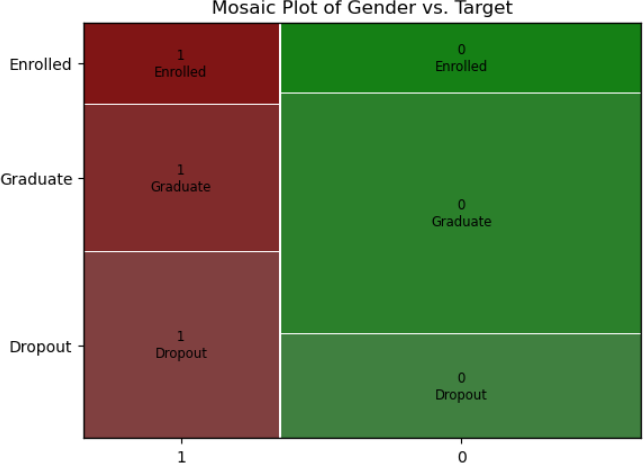 Mosaic Plot of Gender vs. Target
Enrolled
Graduate
Dropout
1
Enrolled
1
Graduate
1
Dropout
0
Enrolled
0
Graduate
0
Dropout
1
0